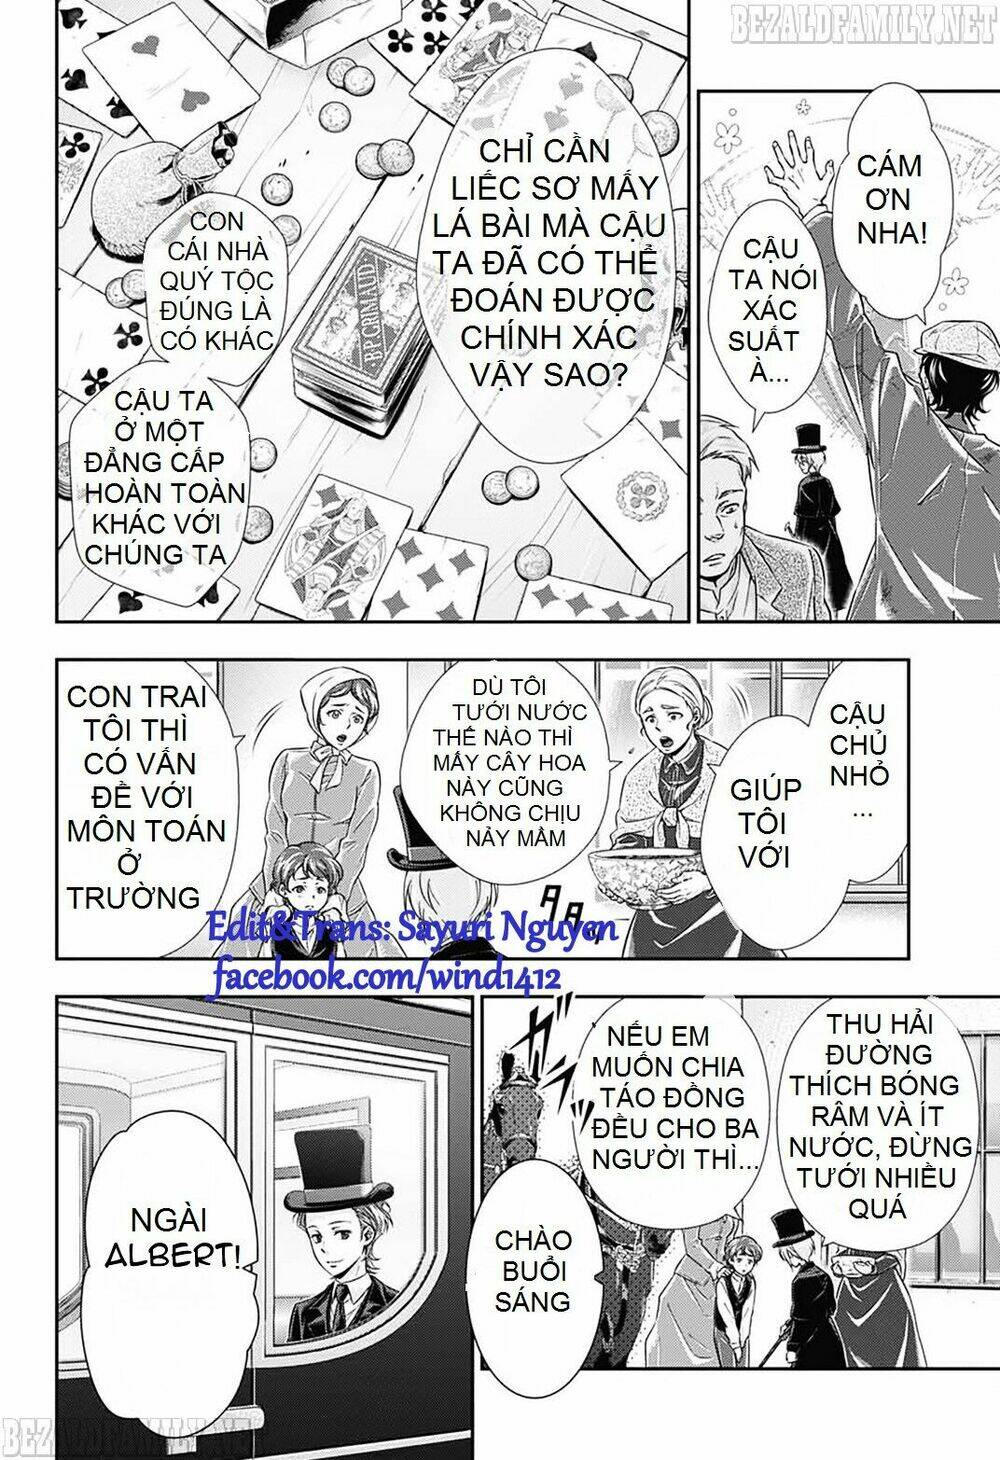 BEZALDFAMILY.NET
CÁM
ƠN
NHA!
CẬU
TA NÓI
XÁC
SUẤT
À...
CHỈ CẦN
LIẾC SƠ MẤY
LÁ BÀI MÀ CẬU
TA ĐÃ CÓ THỂ
ĐOÁN ĐƯỢC
CHÍNH XÁC
VẬY SAO?
CON
CÁI NHÀ
QUÝ TỘC
ĐÚNG LÀ
CÓ KHÁC
B.P. GRIMAUD
CẬU TA
Ở MỘT
ĐẲNG CẤP
HOÀN TOÀN
KHÁC VỚI
CHÚNG TA
CẬU
CHỦ
NHỎ
...
GIÚP
TÔI
VỚI
DÙ TÔI
TƯỚI NƯỚC
THẾ NÀO THÌ
MẤY CÂY HOA
NÀY CŨNG
KHÔNG CHỊU
NẢY MẦM
CON TRAI
TÔI THÌ
CÓ VẤN
ĐỀ VỚI
MÔN TOÁN
Ở
TRƯỜNG
タタ
Edit&Trans: Sayuri Nguyen
facebook.com/wind1412
THU HẢI
ĐƯỜNG
THÍCH BÓNG
RÂM VÀ ÍT
NƯỚC, ĐỪNG
TƯỚI NHIỀU
QUÁ
NẾU EM
MUỐN CHIA
TÁO ĐỒNG
ĐỀU CHO BA
NGƯỜI THÌ...
CHÀO
BUỔI
SÁNG
NGÀI
ALBERT!
BEZALDFAMILY.NET